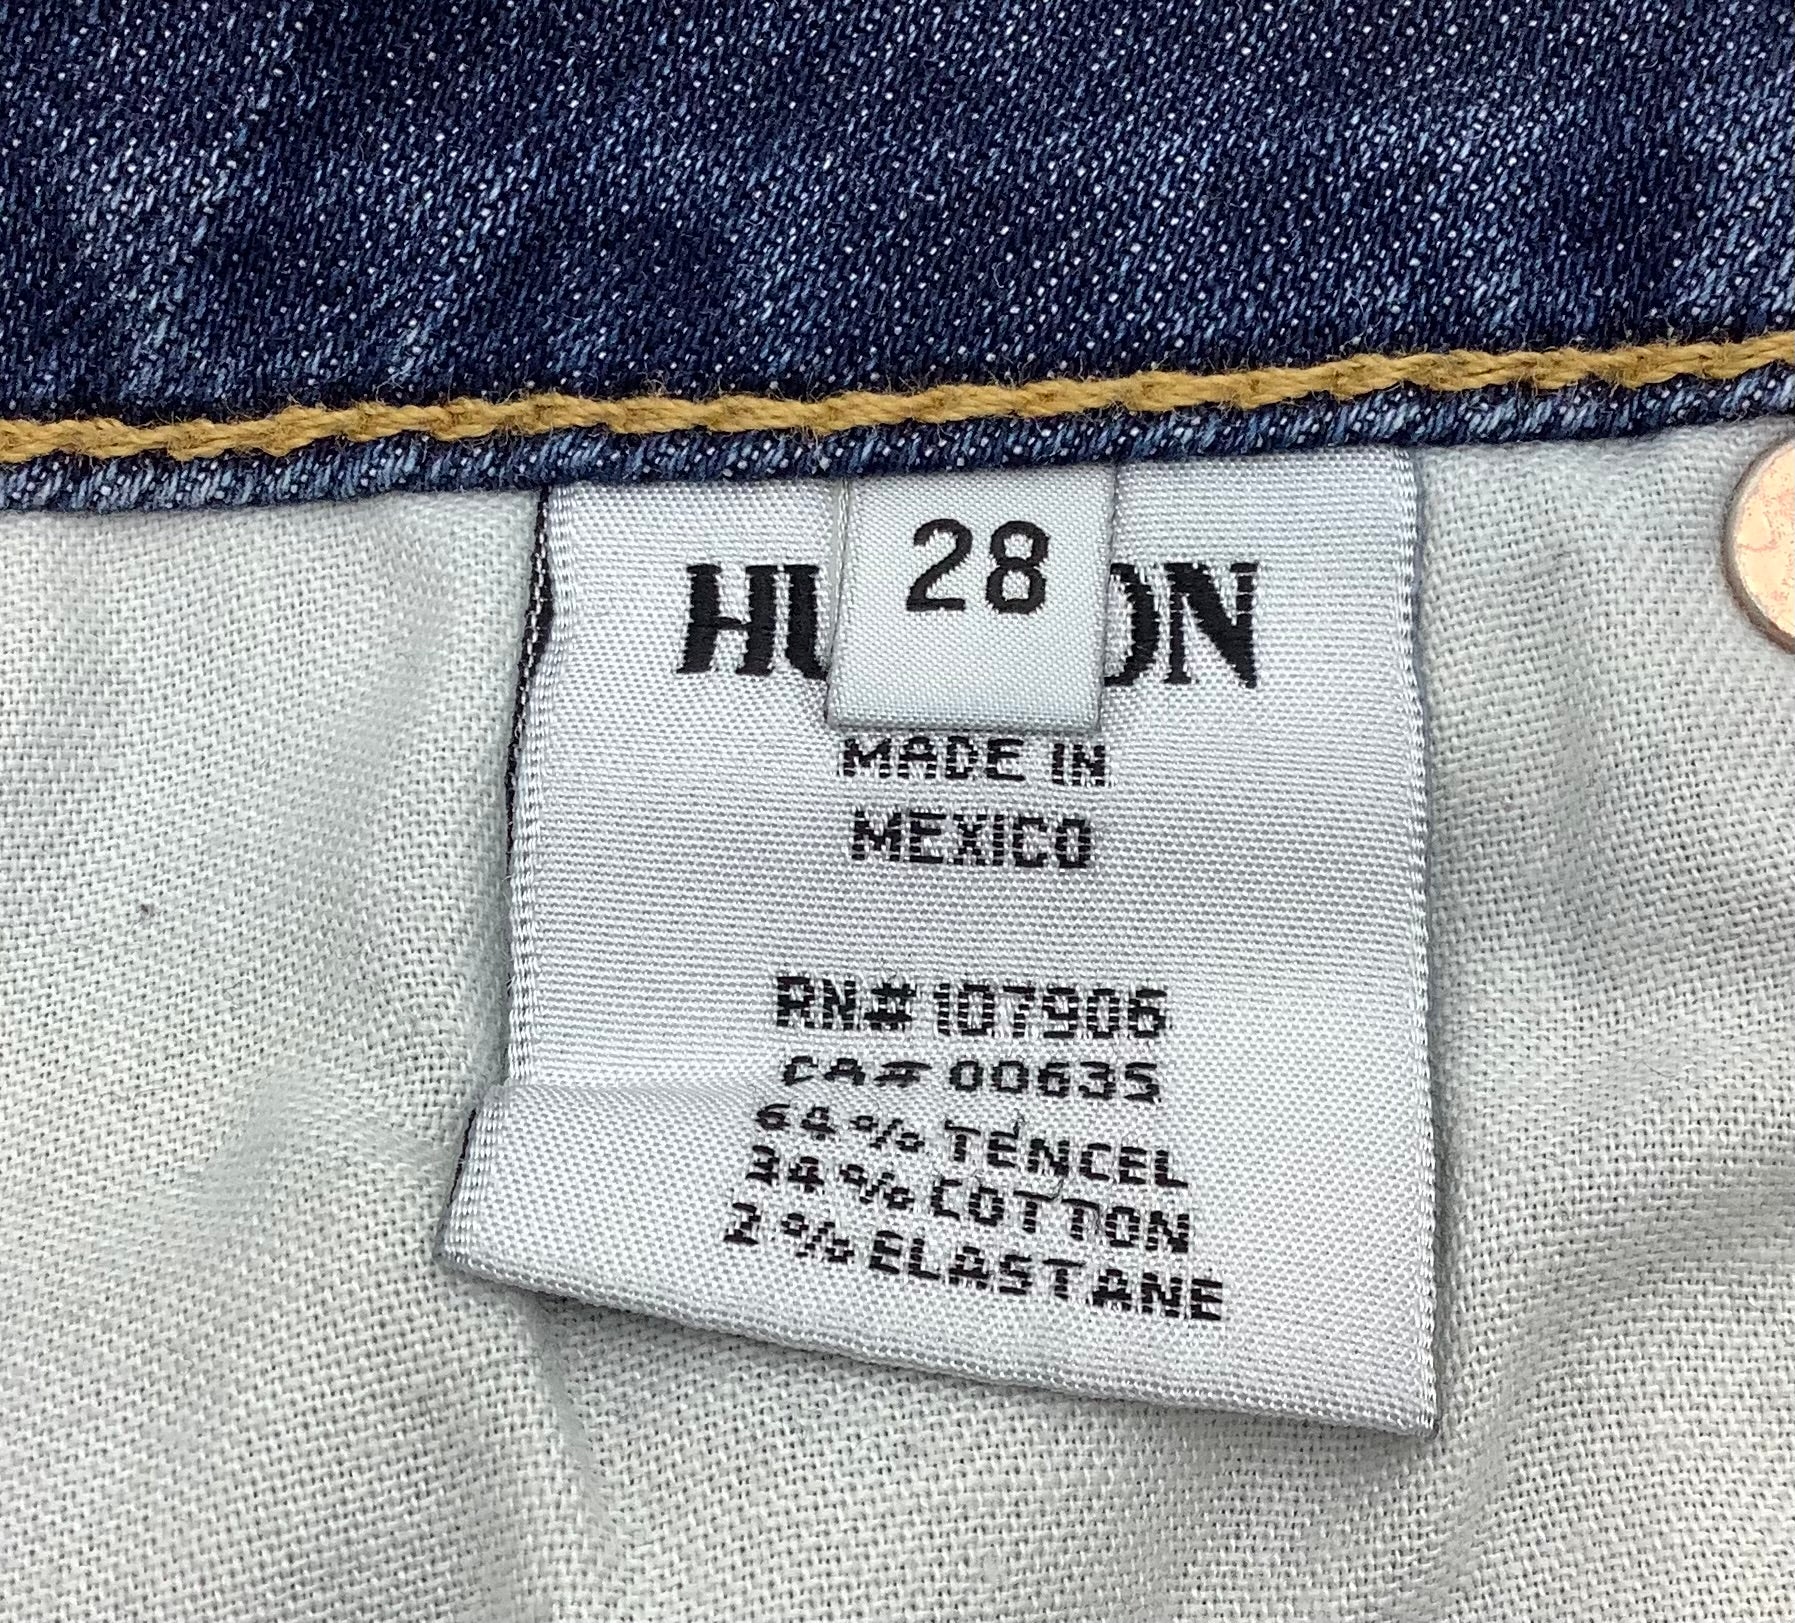 28
HU ON
MADE IN
MEXICO
RN# 107906
CA# 00635
64% TENCEL
34% COTTON
2% ELASTANE